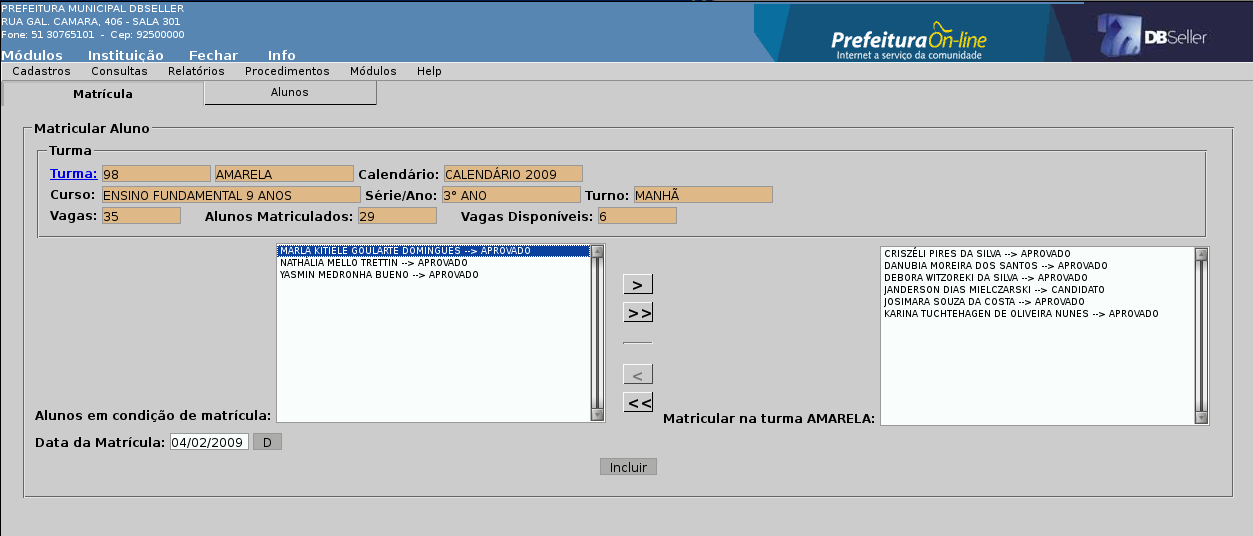 PREFEITURA MUNICIPAL DBSELLER
RUA GAL. CAMARA, 406 - SALA 301
Fone: 51 30765101 - Cep: 92500000
Módulos Instituição Fechar Info
Prefeitura On-line
Internet a serviço da comunidade
DBSeller
Cadastros Consultas Relatórios Procedimentos Módulos Help
Matrícula Alunos
Matricular Aluno
Turma
Turma: 98 AMARELA Calendário: CALENDÁRIO 2009
Curso: ENSINO FUNDAMENTAL 9 ANOS Série/Ano: 3° ANO Turno: MANHÃ
Vagas: 35 Alunos Matriculados: 29 Vagas Disponíveis: 6
MARLA KITIELE GOULARTE DOMINGUES --> APROVADO
NATHÁLIA MELLO TRETTIN --> APROVADO
YASMIN MEDRONHA BUENO --> APROVADO
>
>>
<
<<
CRISZÉLI PIRES DA SILVA --> APROVADO
DANUBIA MOREIRA DOS SANTOS --> APROVADO
DEBORA WITZOREKI DA SILVA --> APROVADO
JANDERSON DIAS MIELCZARSKI --> CANDIDATO
JOSIMARA SOUZA DA COSTA --> APROVADO
KARINA TUCHTEHAGEN DE OLIVEIRA NUNES --> APROVADO
Alunos em condição de matrícula:
Matricular na turma AMARELA:
Data da Matrícula: 04/02/2009 D
Incluir